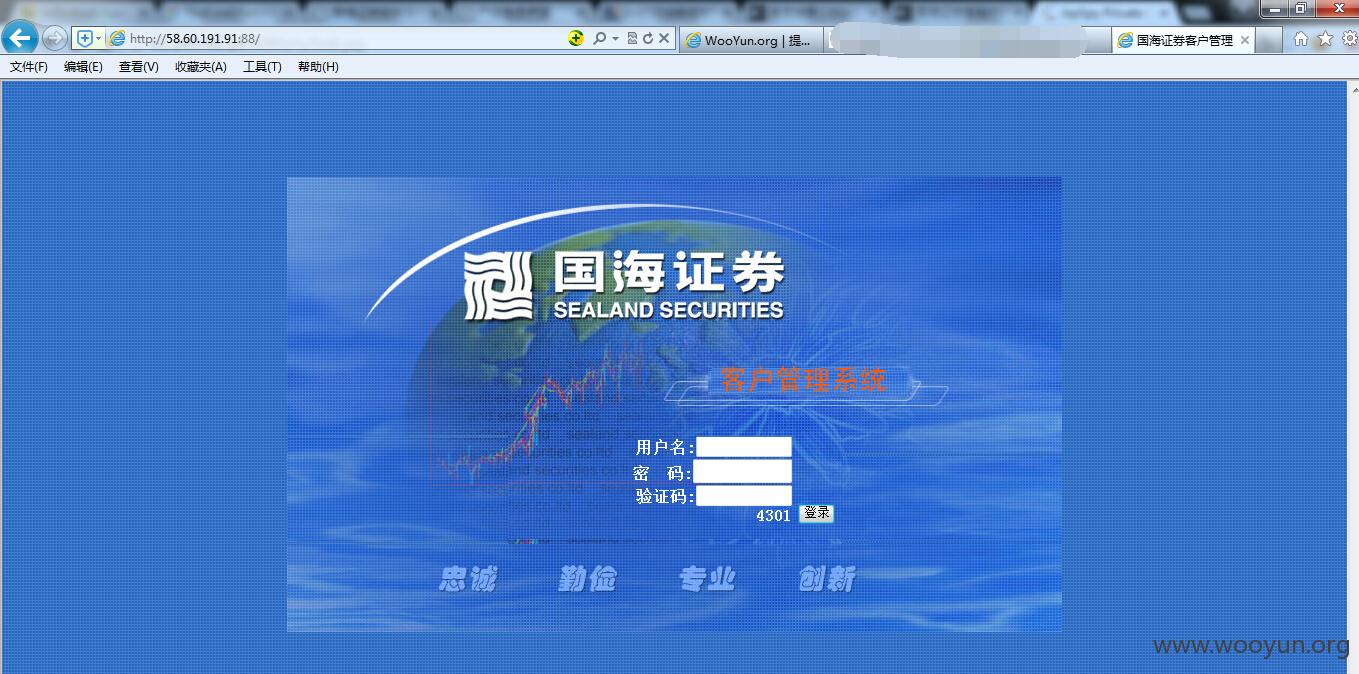 http://58.60.191.91:88/
WooYun.org | 提...
国海证券客户管理
文件(F) 编辑(E) 查看(V) 收藏夹(A) 工具(T) 帮助(H)
国海证券
SEALAND SECURITIES
客户管理系统
用户名:
密 码:
验证码:
4301 登录
忠诚 勤俭 专业 创新
www.wooyun.org